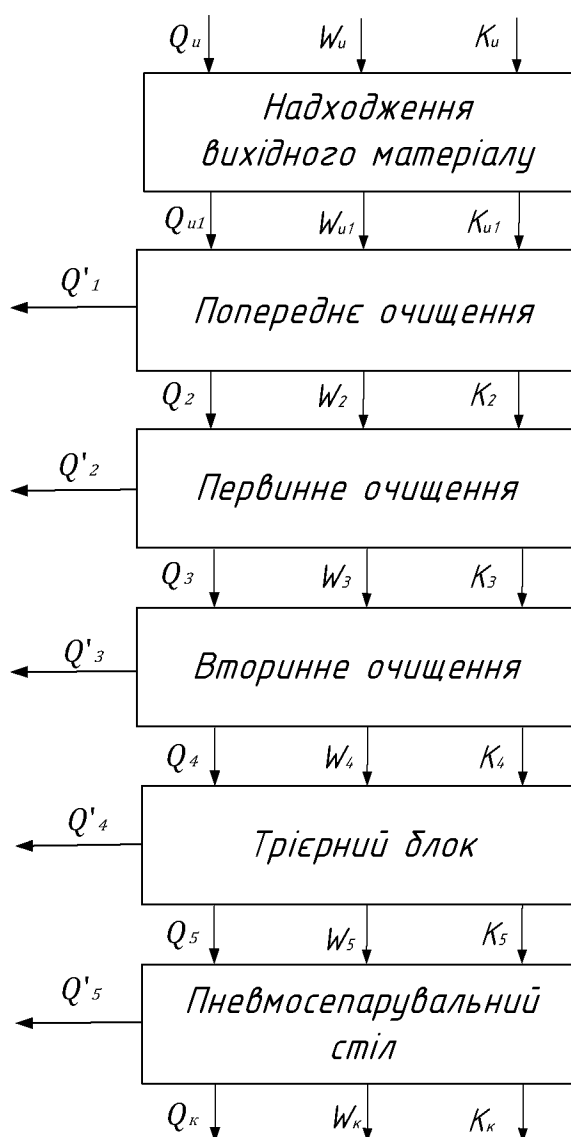 Qи Wи Kи
Надходження
вихідного матеріалу
Qи1 Wи1 Kи1
Q'1
Попереднє очищення
Q2 W2 K2
Q'2
Первинне очищення
Q3 W3 K3
Q'3
Вторинне очищення
Q4 W4 K4
Q'4
Трієрний блок
Q5 W5 K5
Q'5
Пневмосепарувальний
стіл
Qк Wк Kк